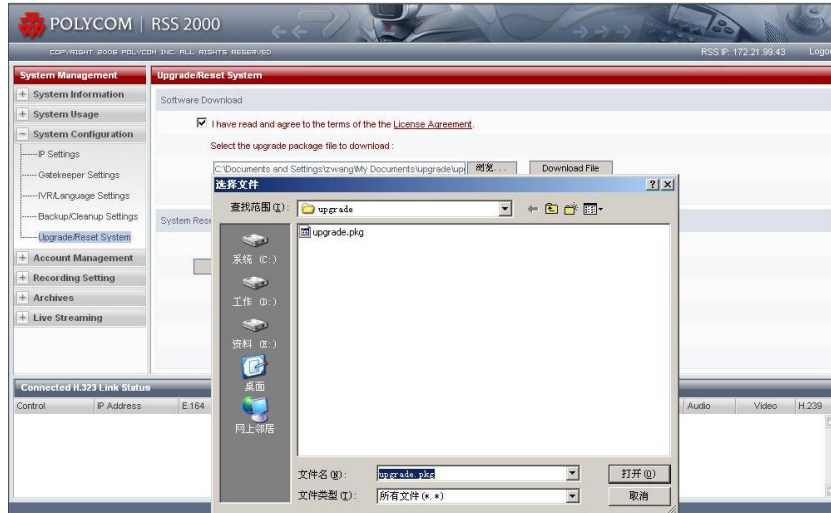 POLYCOM | RSS 2000
COPYRIGHT 2006 POLYCOM INC. ALL RIGHTS RESERVED
RSS IP: 172.21.99.43 Logou
System Management
Upgrade/Reset System
+ System Information
+ System Usage
- System Configuration
IP Settings
Gatekeeper Settings
IVR/Language Settings
Backup/Cleanup Settings
Upgrade/Reset System
+ Account Management
+ Recording Setting
+ Archives
+ Live Streaming
Software Download
I have read and agree to the terms of the the License Agreement.
Select the upgrade package file to download :
C:\Documents and Settings\zwang\My Documents\upgrade\up 浏览... Download File
System Rese
选择文件
查找范围(I): upgrade
upgrade.pkg
系统 (C:)
工作 (D:)
资料 (E:)
桌面
网上邻居
文件名(N): upgrade.pkg 打开(O)
文件类型(T): 所有文件(*.*) 取消
Connected H.323 Link Status
Control IP Address E.164 Audio Video H.239